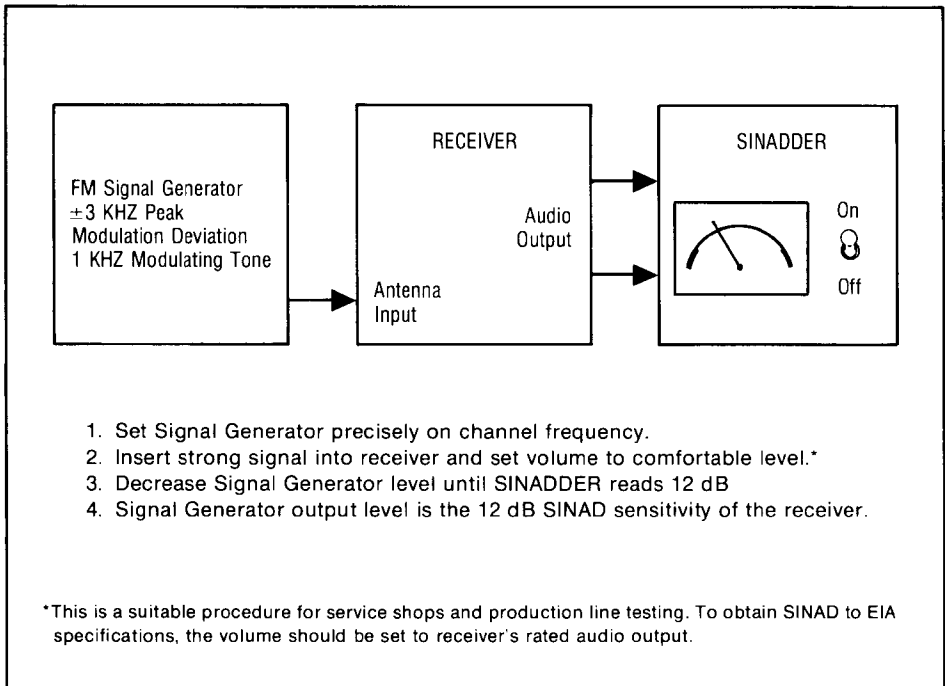 FM Signal Generator
±3 KHZ Peak
Modulation Deviation
1 KHZ Modulating Tone
RECEIVER
Antenna
Input
Audio
Output
SINADDER
On
Off
1. Set Signal Generator precisely on channel frequency.
2. Insert strong signal into receiver and set volume to comfortable level.*
3. Decrease Signal Generator level until SINADDER reads 12 dB
4. Signal Generator output level is the 12 dB SINAD sensitivity of the receiver.
*This is a suitable procedure for service shops and production line testing. To obtain SINAD to EIA
specifications, the volume should be set to receiver's rated audio output.